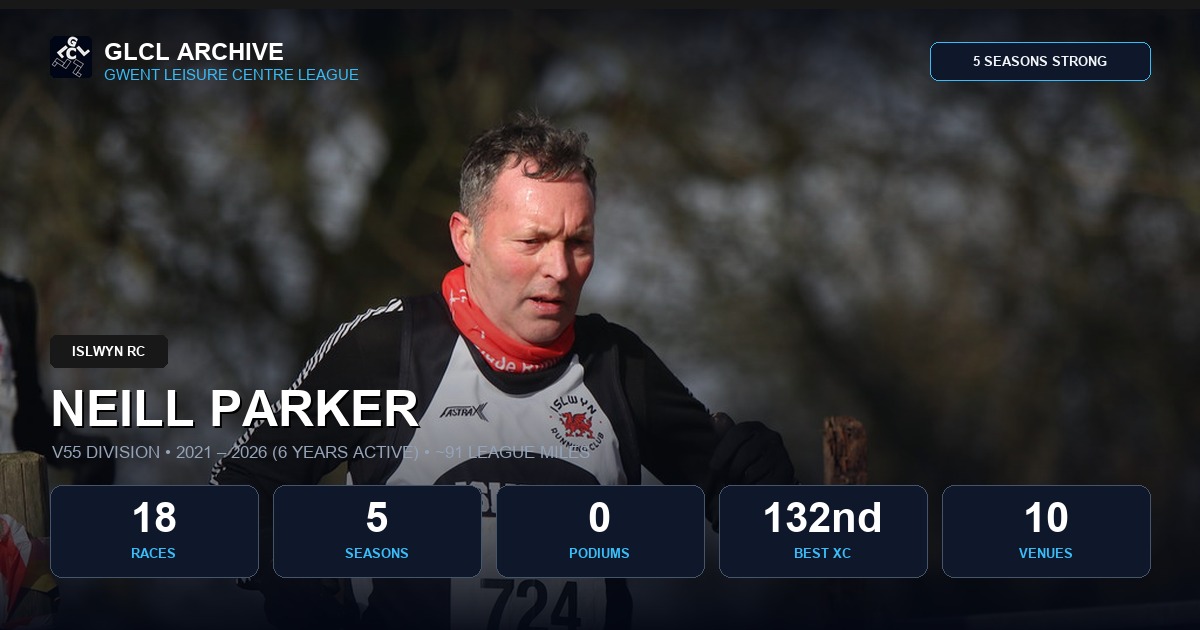 GLCL ARCHIVE
GWENT LEISURE CENTRE LEAGUE
5 SEASONS STRONG
ISLWYN RC
NEILL PARKER
V55 DIVISION • 2021 – 2026 (6 YEARS ACTIVE) • ~91 LEAGUE MILES
FASTRAX
ISLWYN
RUNNING CLUB
18
RACES
5
SEASONS
0
PODIUMS
132nd
BEST XC
10
VENUES
724